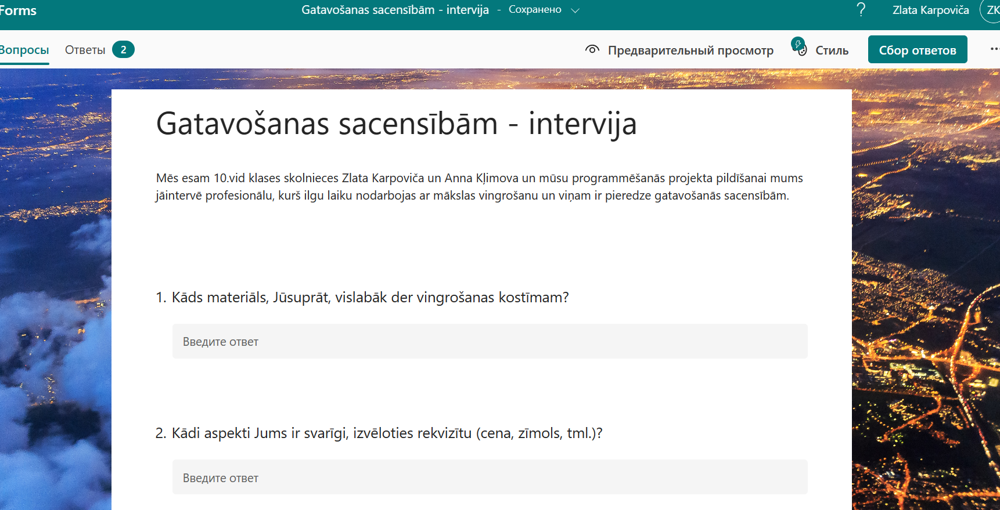 Forms
Gatavošanas sacensībām - intervija - Сохранено
?
Zlata Karpoviča
ZK
Вопросы
Ответы 2
Предварительный просмотр
Стиль
Сбор ответов
Gatavošanas sacensībām - intervija
Mēs esam 10.vid klases skolnieces Zlata Karpoviča un Anna Kļimova un mūsu programmēšanās projekta pildīšanai mums
jāintervē profesionālu, kurš ilgu laiku nodarbojas ar mākslas vingrošanu un viņam ir pieredze gatavošanās sacensībām.
1. Kāds materiāls, Jūsuprāt, vislabāk der vingrošanas kostīmam?
Введите ответ
2. Kādi aspekti Jums ir svarīgi, izvēloties rekvizītu (cena, zīmols, tml.)?
Введите ответ